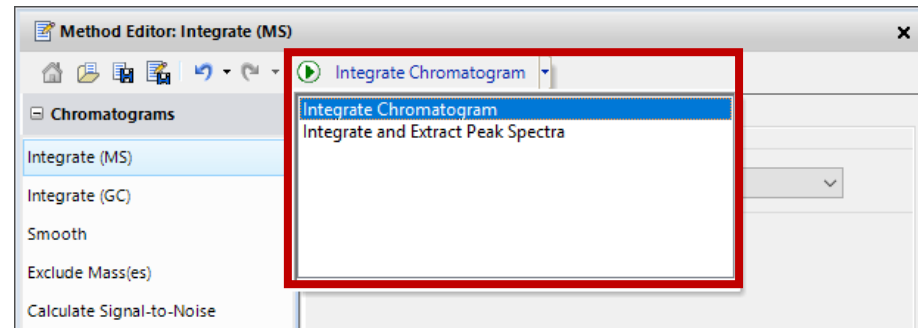 Method Editor: Integrate (MS)
Integrate Chromatogram
Chromatograms
Integrate Chromatogram
Integrate and Extract Peak Spectra
Integrate (MS)
Integrate (GC)
Smooth
Exclude Mass(es)
Calculate Signal-to-Noise